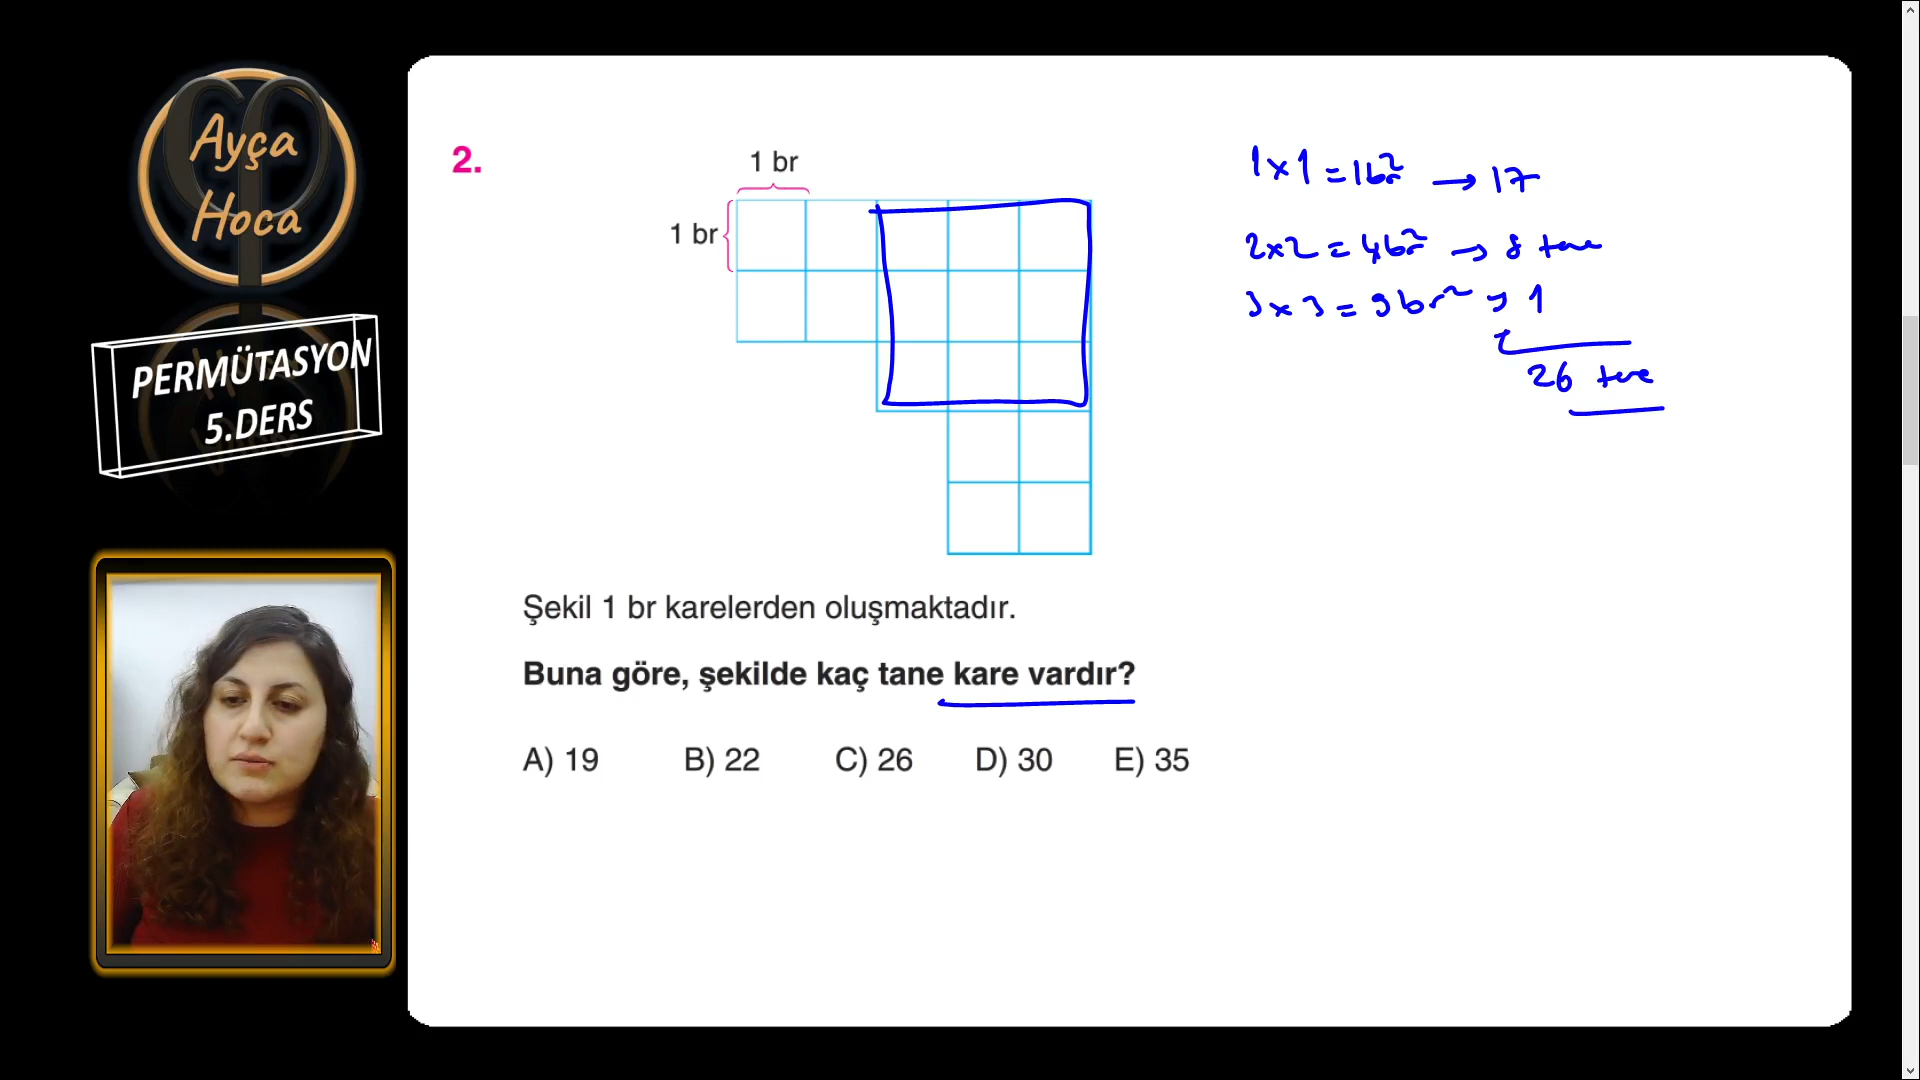 Ayça
Hoca
PERMÜTASYON
5.DERS
2.
1 br
1 br
1x1 = 1br² → 17
2x2 = 4br² → 8 tane
3x3 = 9br² → 1
26 tane
Şekil 1 br karelerden oluşmaktadır.
Buna göre, şekilde kaç tane kare vardır?
A) 19 B) 22 C) 26 D) 30 E) 35